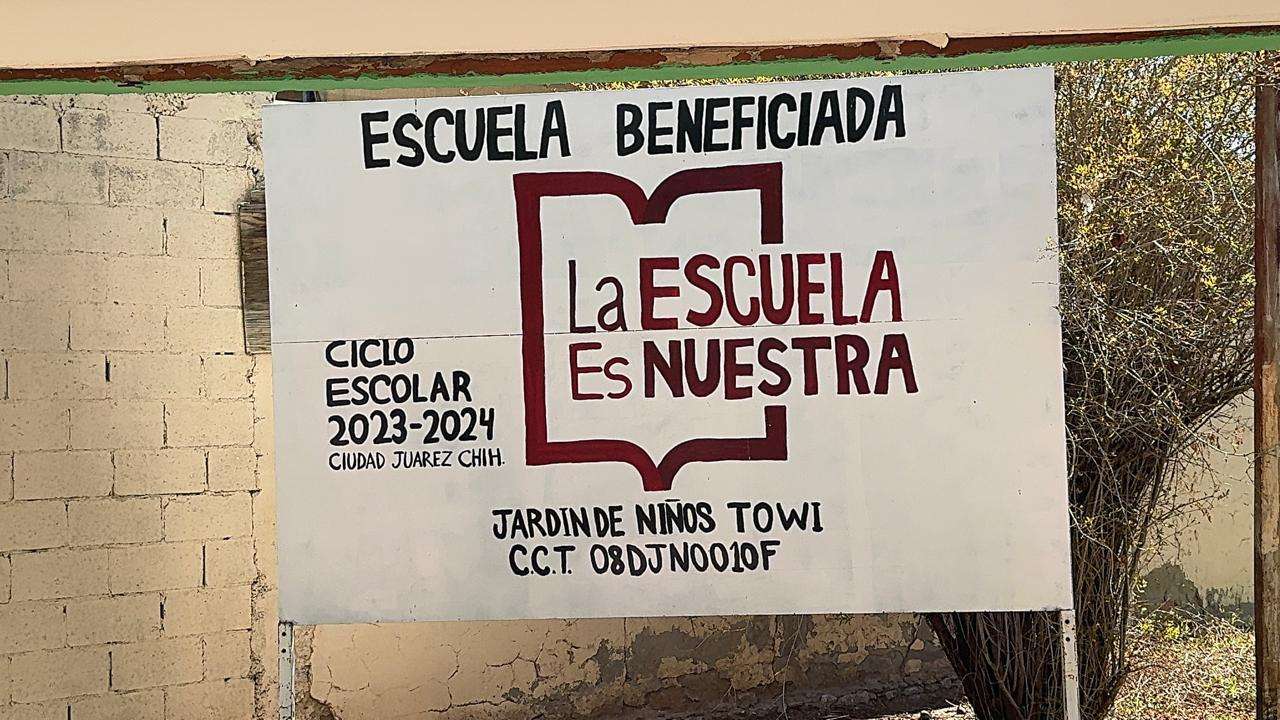 ESCUELA BENEFICIADA
La ESCUELA
Es NUESTRA
CICLO
ESCOLAR
2023-2024
CIUDAD JUAREZ CHIH.
JARDIN DE NIÑOS TOWI
C.C.T. 08DJN0010F